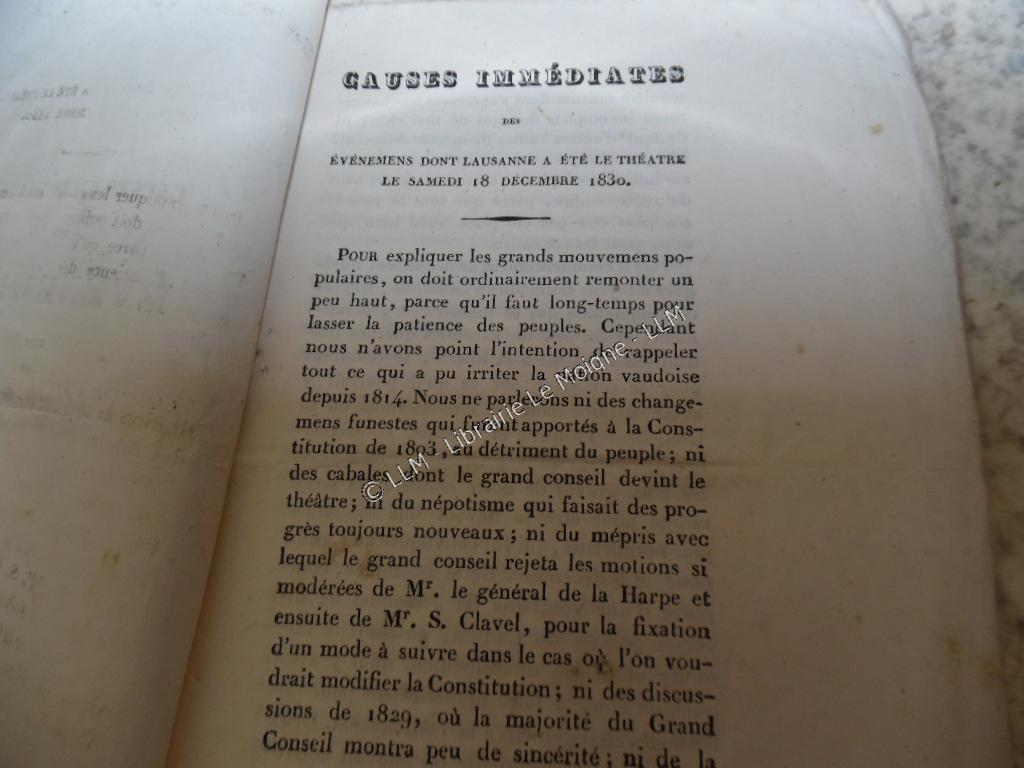 CAUSES IMMÉDIATES
DES
ÉVÉNEMENS DONT LAUSANNE A ÉTÉ LE THÉATRE
LE SAMEDI 18 DÉCEMBRE 1830.
POUR expliquer les grands mouvemens po-
pulaires, on doit ordinairement remonter un
peu haut, parce qu'il faut long-temps pour
lasser la patience des peuples. Cependant
nous n'avons point l'intention de rappeler
tout ce qui a pu irriter la nation vaudoise
depuis 1814. Nous ne parlerons ni des change-
mens funestes qui furent apportés à la Cons-
titution de 1803, au détriment du peuple; ni
des cabales dont le grand conseil devint le
théâtre; ni du népotisme qui faisait des pro-
grès toujours nouveaux; ni du mépris avec
lequel le grand conseil rejeta les motions si
modérées de Mr. le général de la Harpe et
ensuite de Mr. S. Clavel, pour la fixation
d'un mode à suivre dans le cas où l'on vou-
drait modifier la Constitution; ni des discus-
sions de 1829, où la majorité du Grand
Conseil montra peu de sincérité; ni de la
© LLM - Librairie Le Moigne - LLM